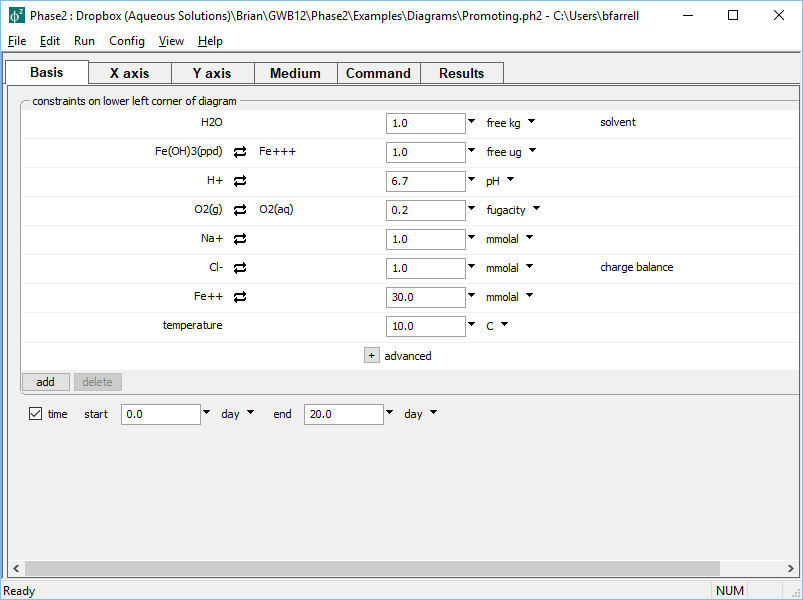 Phase2 : Dropbox (Aqueous Solutions)\Brian\GWB12\Phase2\Examples\Diagrams\Promoting.ph2 - C:\Users\bfarrell
File Edit Run Config View Help
Basis X axis Y axis Medium Command Results
constraints on lower left corner of diagram
H2O 1.0 free kg solvent
Fe(OH)3(ppd) Fe+++ 1.0 free ug
H+ 6.7 pH
O2(g) O2(aq) 0.2 fugacity
Na+ 1.0 mmolal
Cl- 1.0 mmolal charge balance
Fe++ 30.0 mmolal
temperature 10.0 C
+ advanced
add delete
time start 0.0 day end 20.0 day
Ready NUM